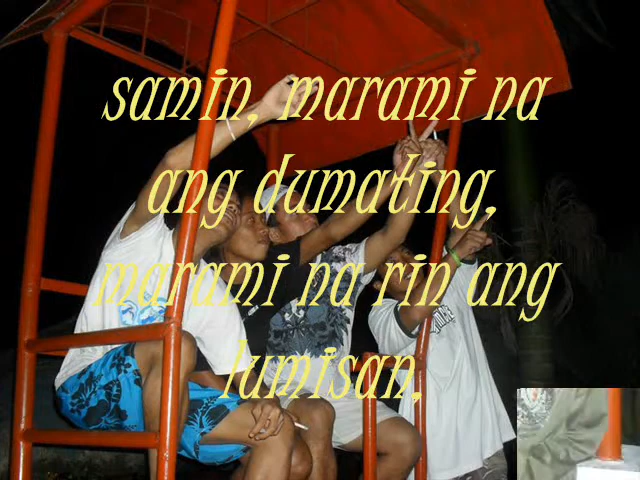 samin, marami na
ang dumating,
marami na rin ang
lumisan,